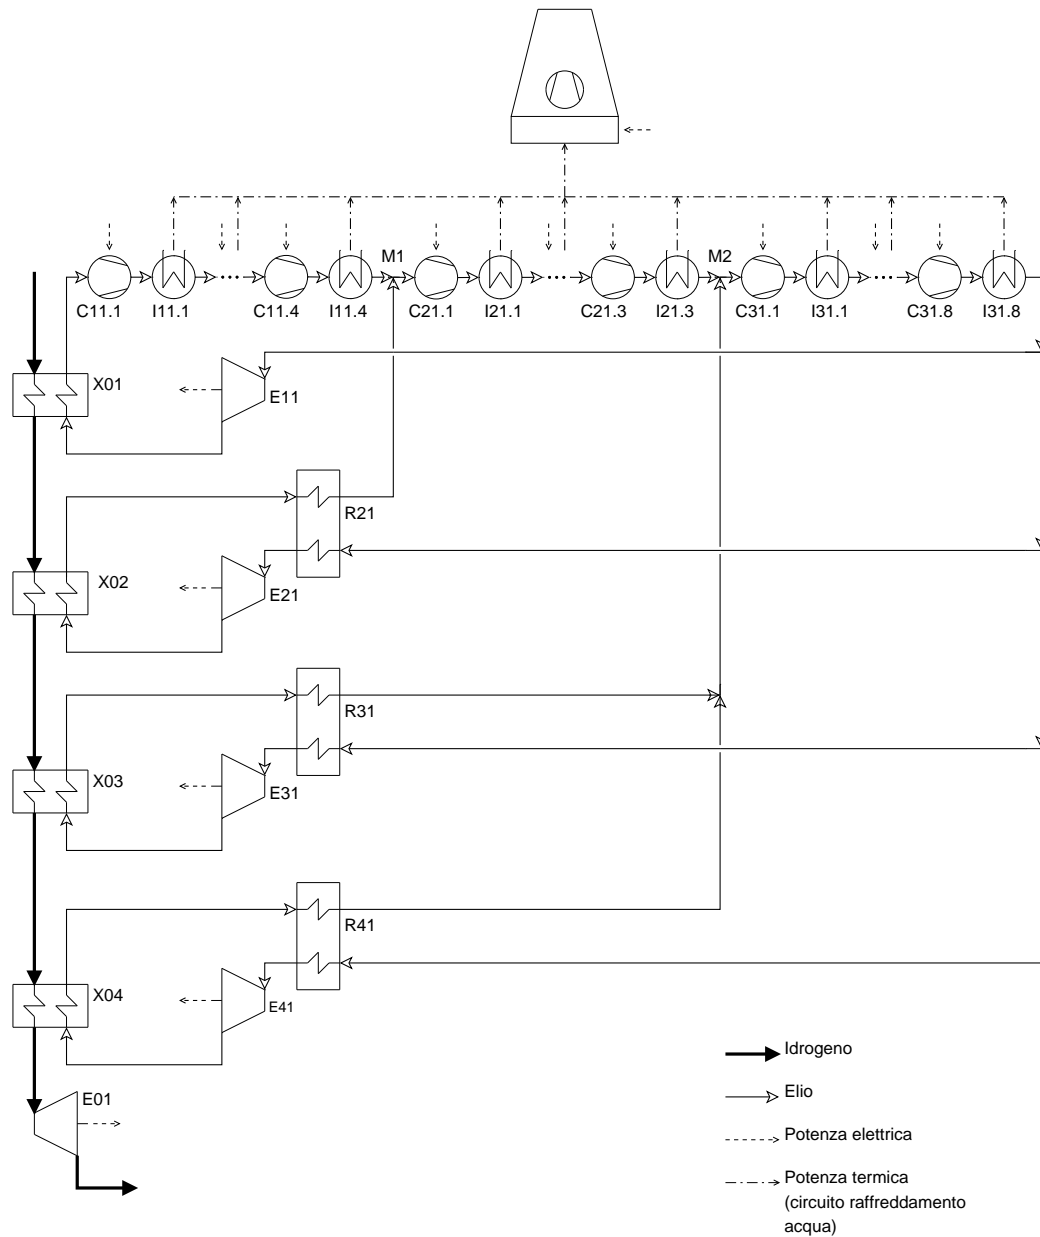 M1
M2
C11.1
I11.1
C11.4
I11.4
C21.1
I21.1
C21.3
I21.3
C31.1
I31.1
C31.8
I31.8
X01
E11
R21
X02
E21
R31
X03
E31
R41
X04
E41
E01
Idrogeno
Elio
Potenza elettrica
Potenza termica
(circuito raffreddamento
acqua)